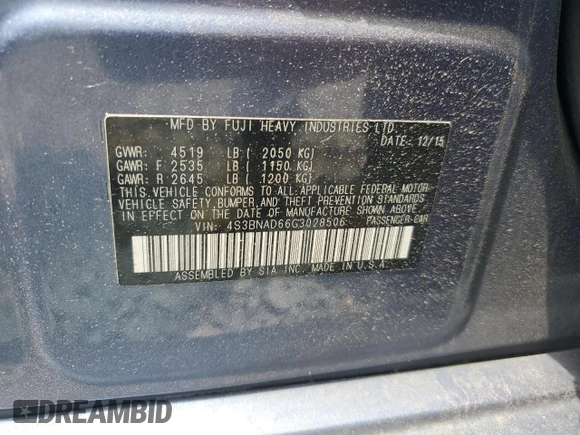 MFD BY FUJI HEAVY INDUSTRIES LTD.
DATE: 12/15
GVWR: 4519 LB ( 2050 KG)
GAWR: F 2535 LB ( 1150 KG)
GAWR: R 2645 LB ( 1200 KG)
THIS VEHICLE CONFORMS TO ALL APPLICABLE FEDERAL MOTOR-
VEHICLE SAFETY, BUMPER, AND THEFT PREVENTION STANDARDS
IN EFFECT ON THE DATE OF MANUFACTURE SHOWN ABOVE.
VIN: 4S3BNAD66G3028506 PASSENGER-CAR
ASSEMBLED BY SIA INC. MADE IN U.S.A.
DREAMBID